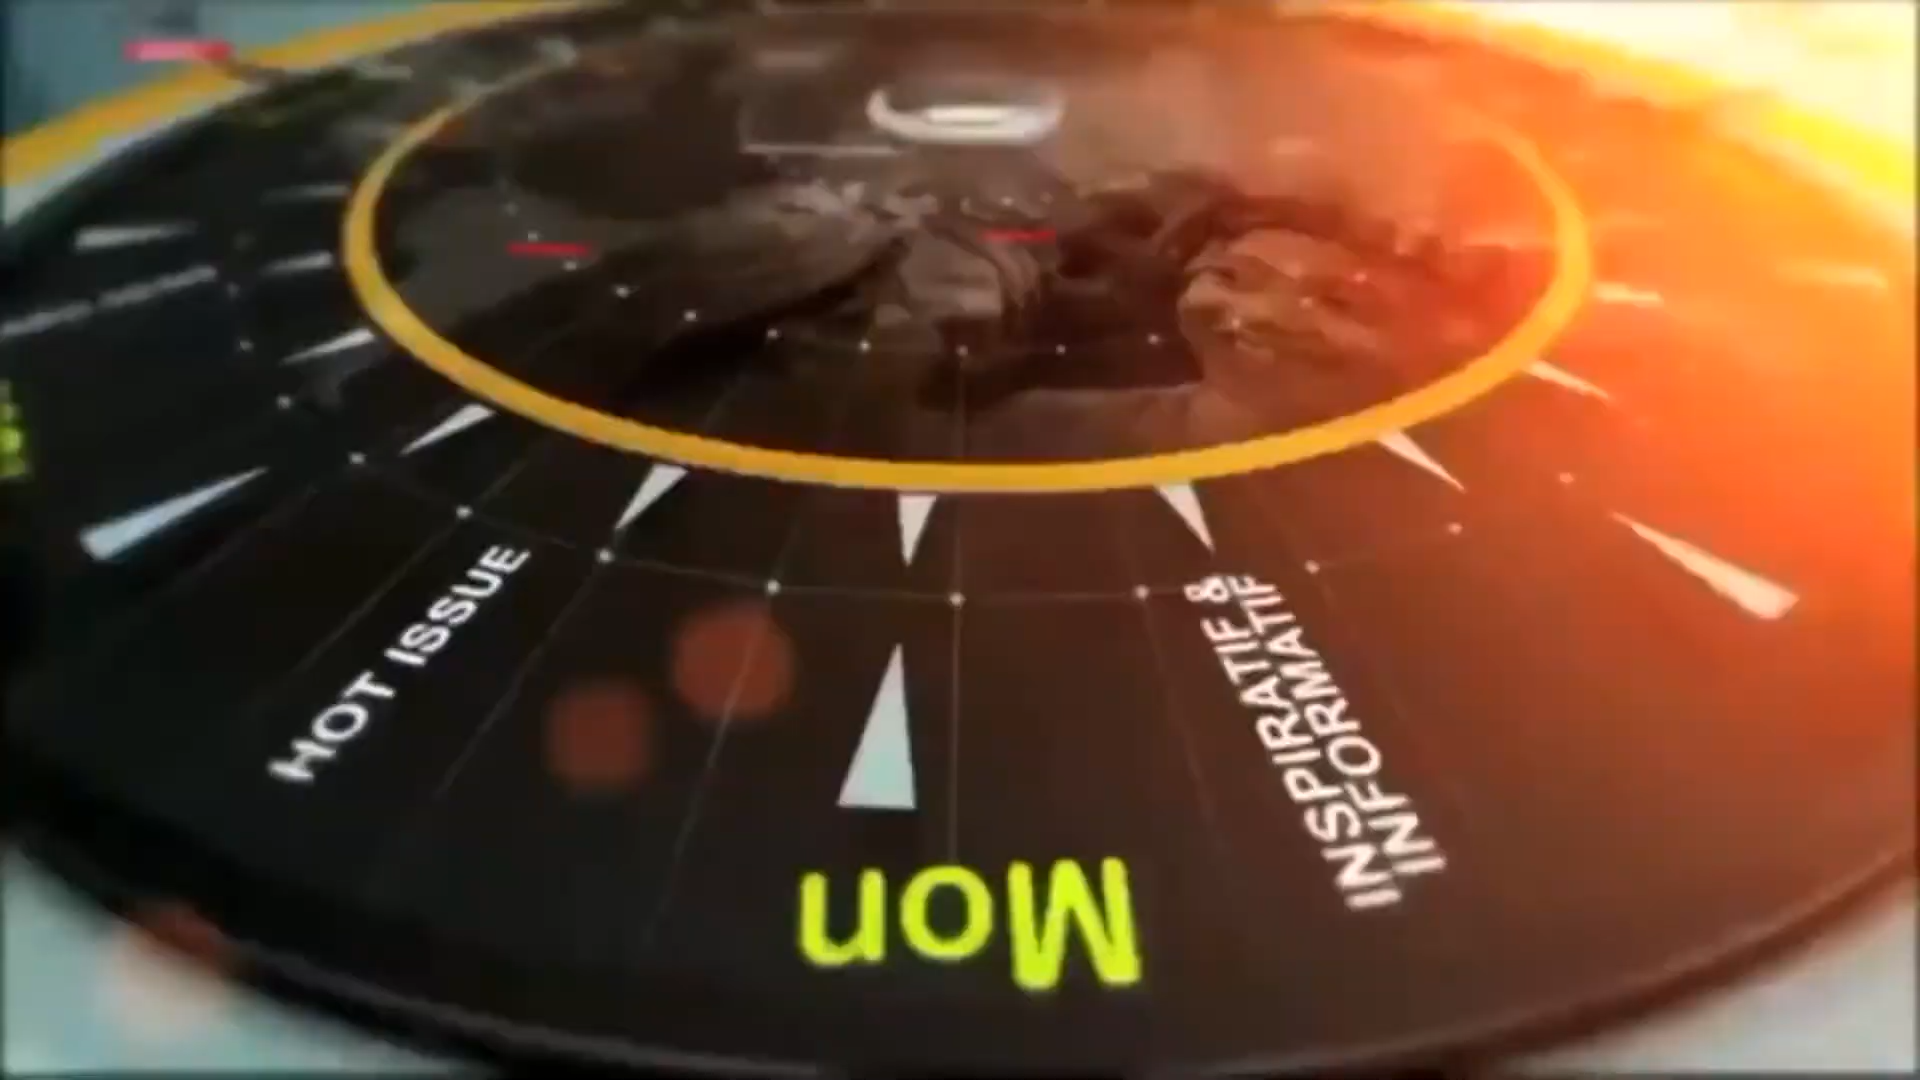 HOT ISSUE
INSPIRATIF &
INFORMATIF
Mon